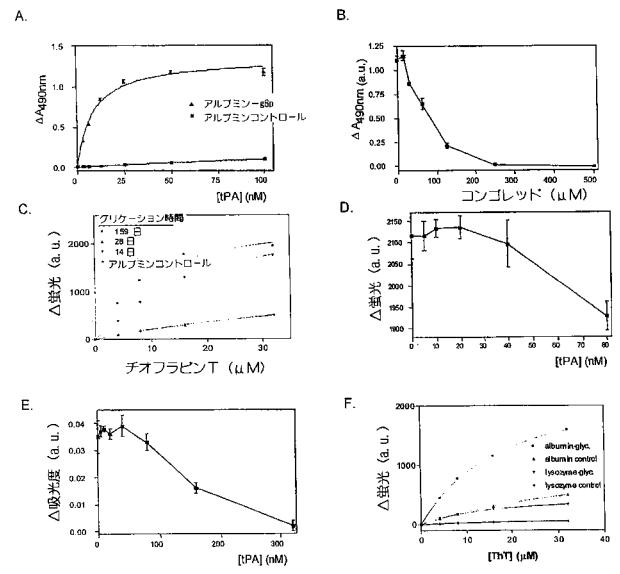 A.
ΔA490nm
1.5
1.0
0.5
0.0
0
25
50
75
100
[tPA] (nM)
アルブミンーg6p
アルブミンコントロール
B.
ΔA490nm (a.u.)
1.25
1.00
0.75
0.50
0.25
0.00
0
100
200
300
400
500
コンゴレッド (μM)
C.
グリケーション時間
159 日
28 日
14 日
アルブミンコントロール
Δ蛍光 (a. u.)
2000
1000
0
0
10
20
30
チオフラビンT (μM)
D.
Δ蛍光 (a. u.)
2150
2100
2050
2000
1950
1900
0
10
20
30
40
50
60
70
80
[tPA] (nM)
E.
Δ吸光度 (a. u.)
0.04
0.03
0.02
0.01
0.00
0
100
200
300
[tPA] (nM)
F.
Δ蛍光 (a. u.)
2000
1000
0
0
10
20
30
40
albumin-glyc.
albumin control
lysozyme-glyc.
lysozyme control
[ThT] (μM)